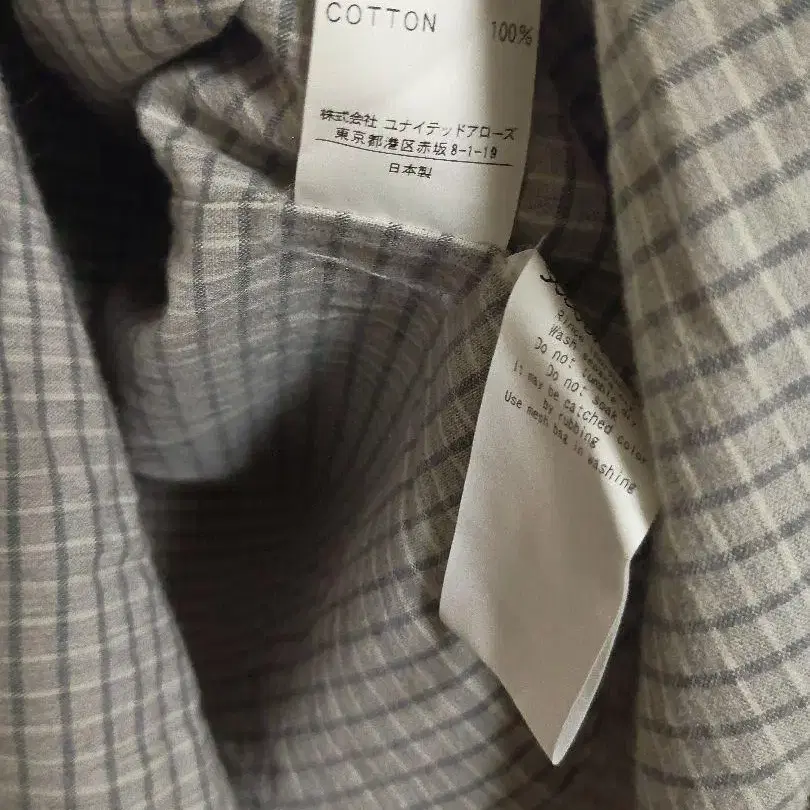 COTTON 100%
株式会社 ユナイテッドアローズ
東京都港区赤坂8-1-19
日本製
Wash
Do not tumble dry
Do not soak
It may be catched color
by rubbing
Use mesh bag in washing